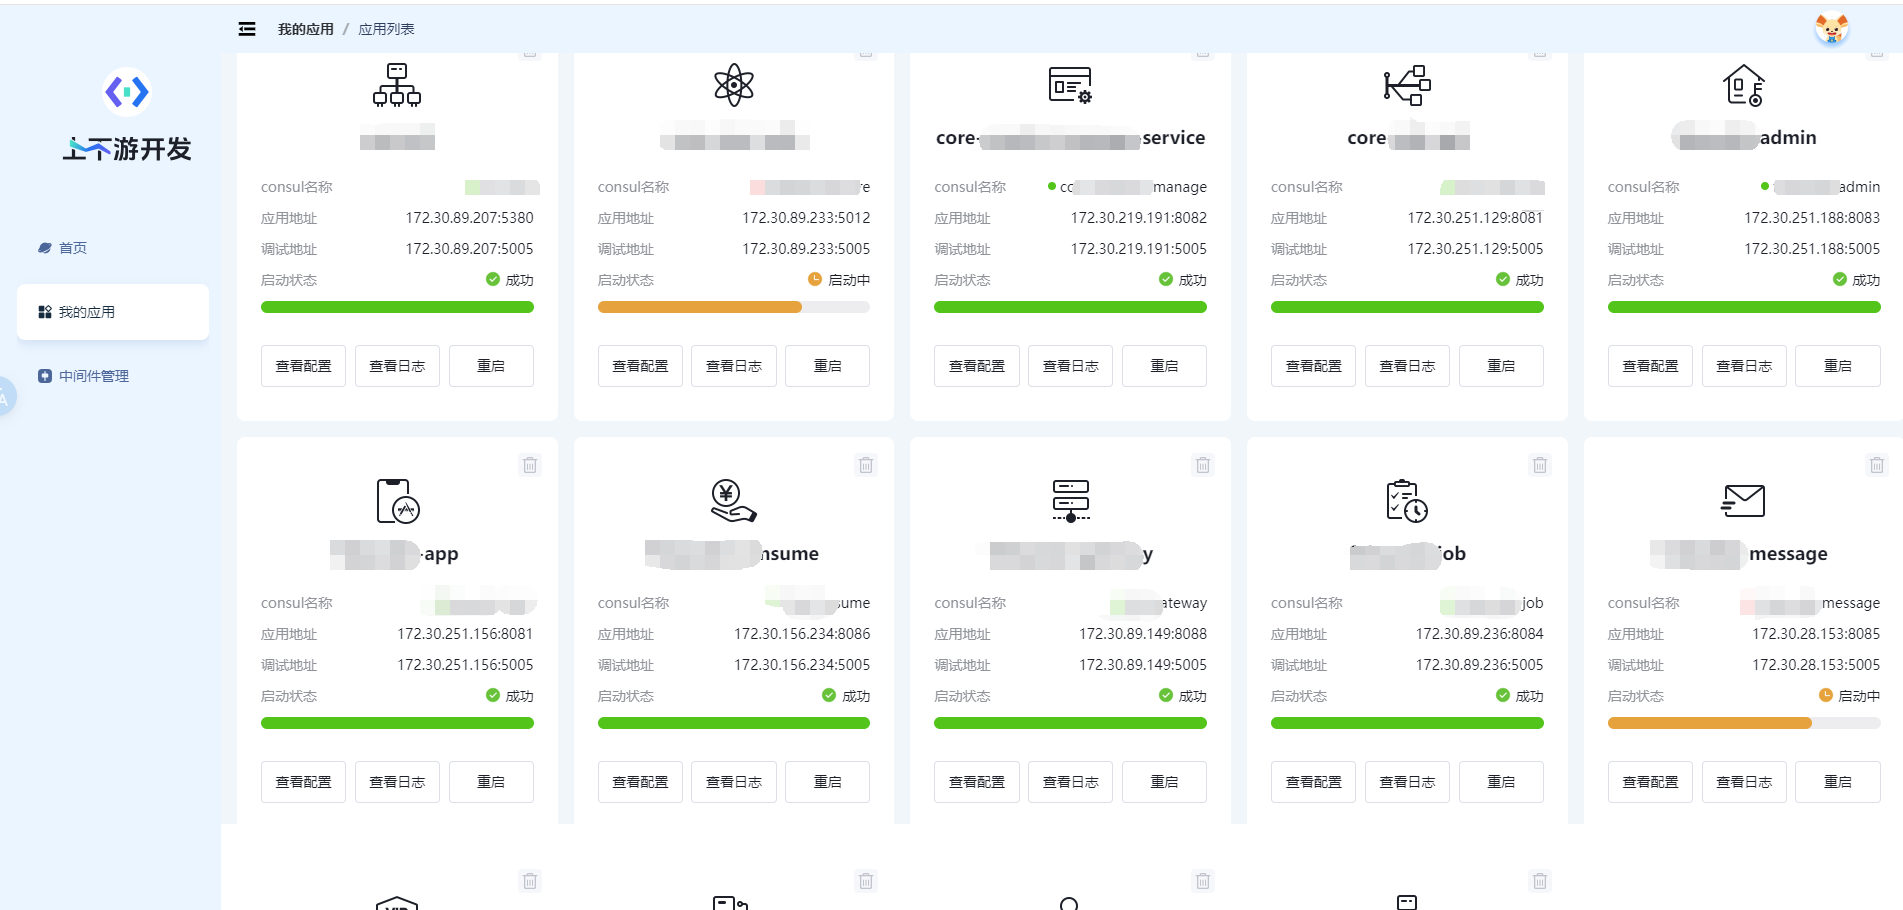 我的应用 / 应用列表
上下游开发
首页
我的应用
中间件管理
consul名称
应用地址 172.30.89.207:5380
调试地址 172.30.89.207:5005
启动状态 成功
查看配置 查看日志 重启
consul名称 re
应用地址 172.30.89.233:5012
调试地址 172.30.89.233:5005
启动状态 启动中
查看配置 查看日志 重启
core- -service
consul名称 manage
应用地址 172.30.219.191:8082
调试地址 172.30.219.191:5005
启动状态 成功
查看配置 查看日志 重启
core-
consul名称
应用地址 172.30.251.129:8081
调试地址 172.30.251.129:5005
启动状态 成功
查看配置 查看日志 重启
admin
consul名称 admin
应用地址 172.30.251.188:8083
调试地址 172.30.251.188:5005
启动状态 成功
查看配置 查看日志 重启
-app
consul名称
应用地址 172.30.251.156:8081
调试地址 172.30.251.156:5005
启动状态 成功
查看配置 查看日志 重启
nsume
consul名称 sume
应用地址 172.30.156.234:8086
调试地址 172.30.156.234:5005
启动状态 成功
查看配置 查看日志 重启
y
consul名称 ateway
应用地址 172.30.89.149:8088
调试地址 172.30.89.149:5005
启动状态 成功
查看配置 查看日志 重启
job
consul名称 job
应用地址 172.30.89.236:8084
调试地址 172.30.89.236:5005
启动状态 成功
查看配置 查看日志 重启
message
consul名称 message
应用地址 172.30.28.153:8085
调试地址 172.30.28.153:5005
启动状态 启动中
查看配置 查看日志 重启